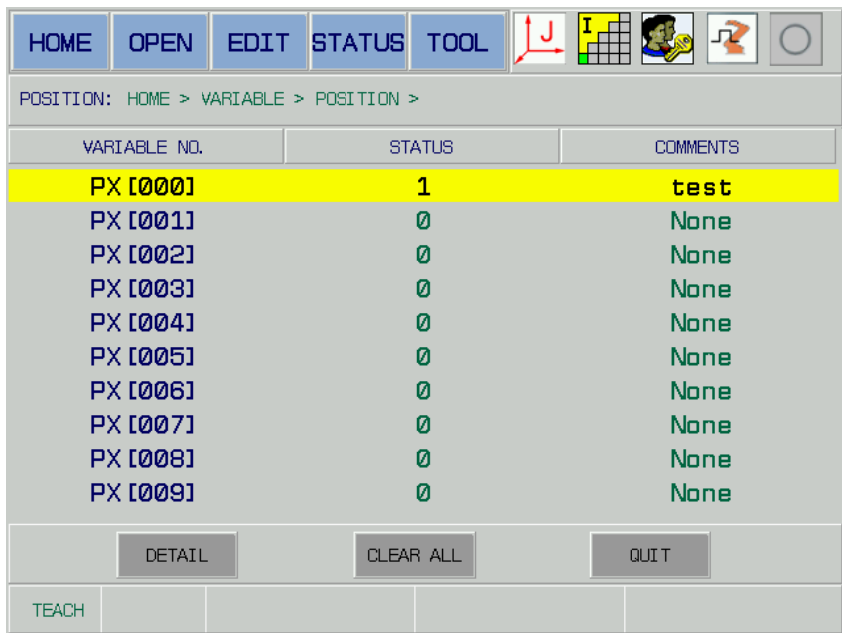 HOME OPEN EDIT STATUS TOOL J I
POSITION: HOME > VARIABLE > POSITION >
VARIABLE NO. STATUS COMMENTS
PX [000] 1 test
PX [001] 0 None
PX [002] 0 None
PX [003] 0 None
PX [004] 0 None
PX [005] 0 None
PX [006] 0 None
PX [007] 0 None
PX [008] 0 None
PX [009] 0 None
DETAIL CLEAR ALL QUIT
TEACH